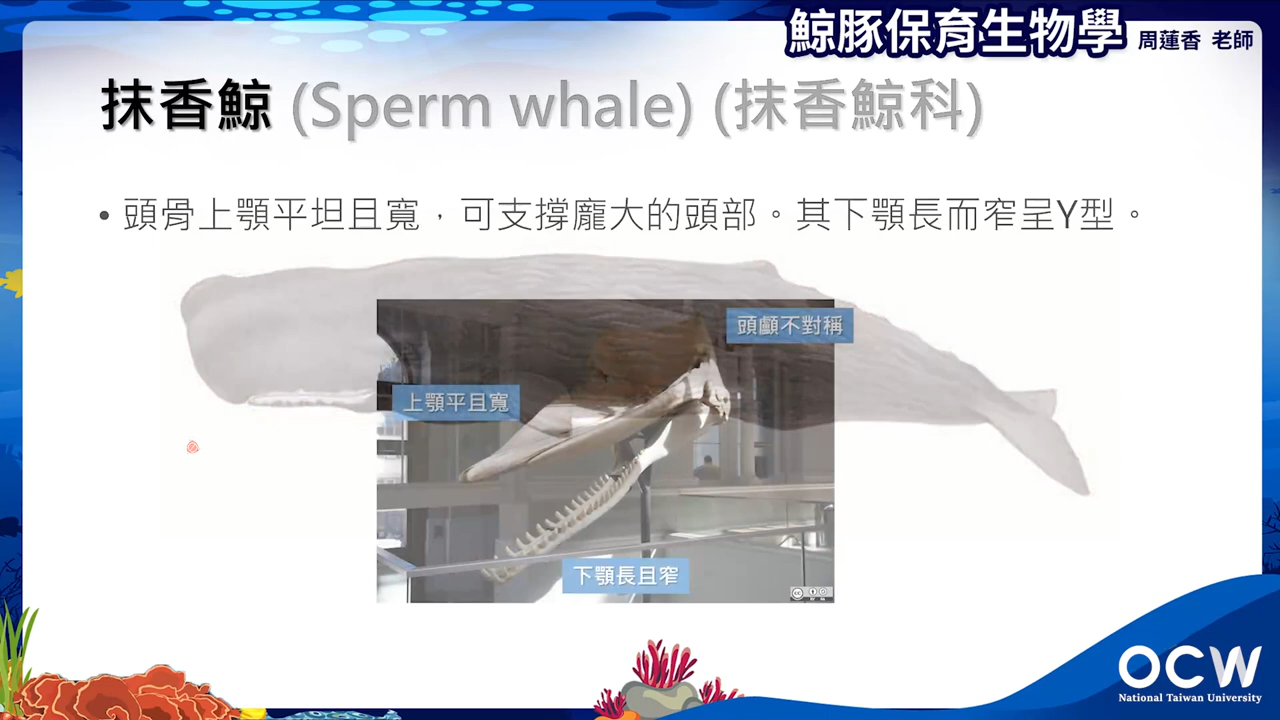 鯨豚保育生物學 周蓮香 老師
抹香鯨 (Sperm whale) (抹香鯨科)
• 頭骨上顎平坦且寬，可支撐龐大的頭部。其下顎長而窄呈Y型。
頭顱不對稱
上顎平且寬
下顎長且窄
OCW
National Taiwan University